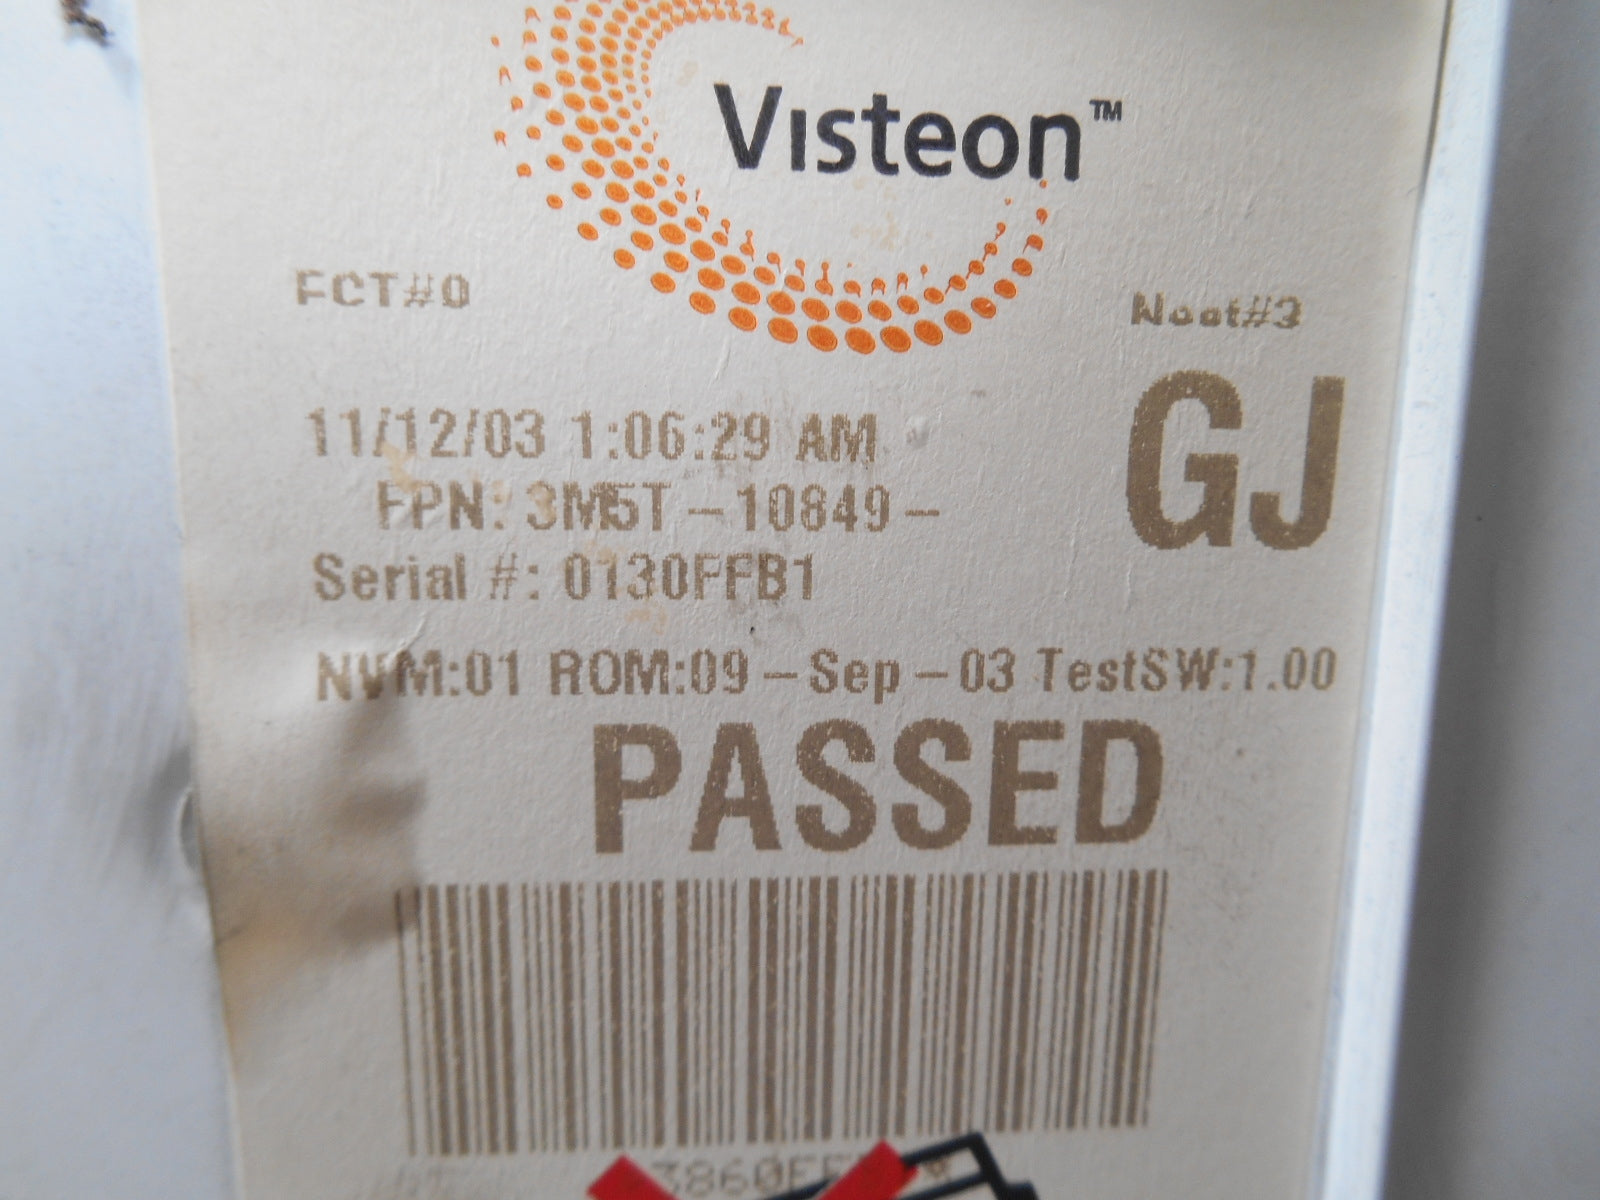 Visteon™
FCT#0
Nest#3
11/12/03 1:06:29 AM
FPN: 3M5T-10849-
GJ
Serial #: 0130FFB1
NVM:01 ROM:09-Sep-03 TestSW:1.00
PASSED